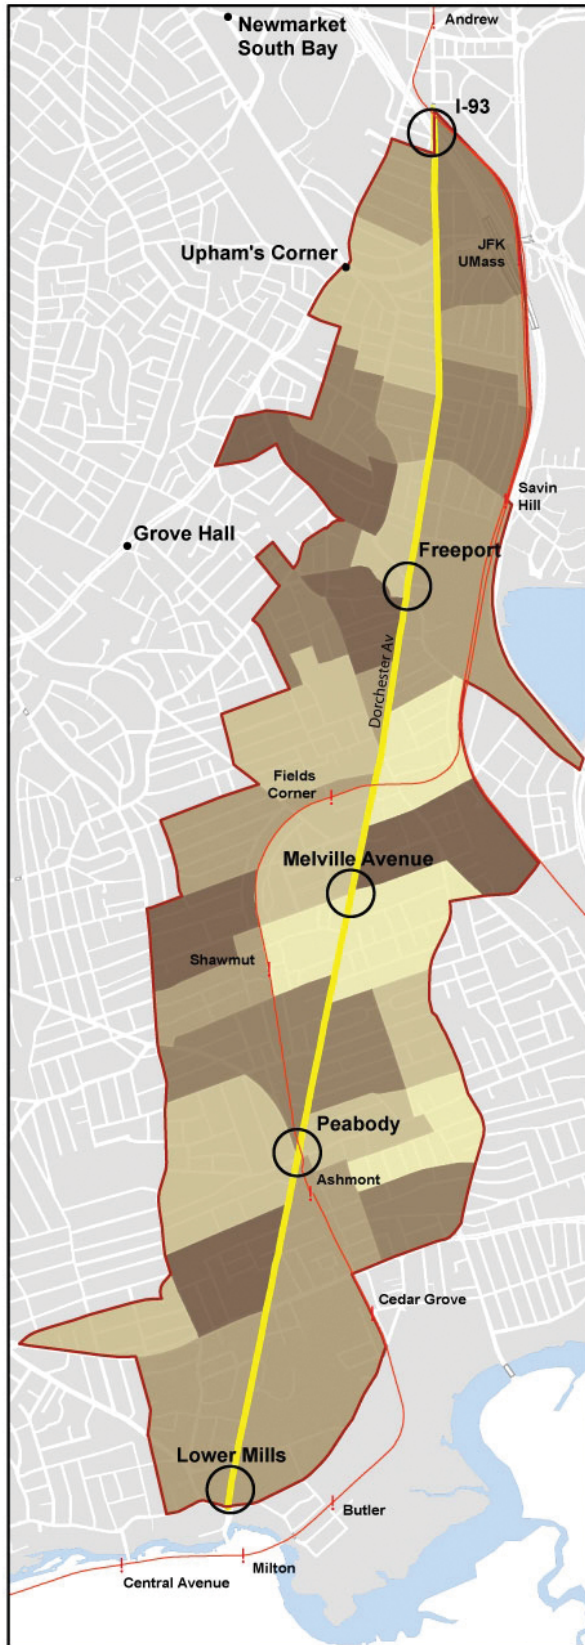 Andrew
Newmarket
South Bay
I-93
JFK
UMass
Upham's Corner
Savin
Hill
Grove Hall
Freeport
Dorchester Av
Fields
Corner
Melville Avenue
Shawmut
Peabody
Ashmont
Cedar Grove
Lower Mills
Butler
Milton
Central Avenue